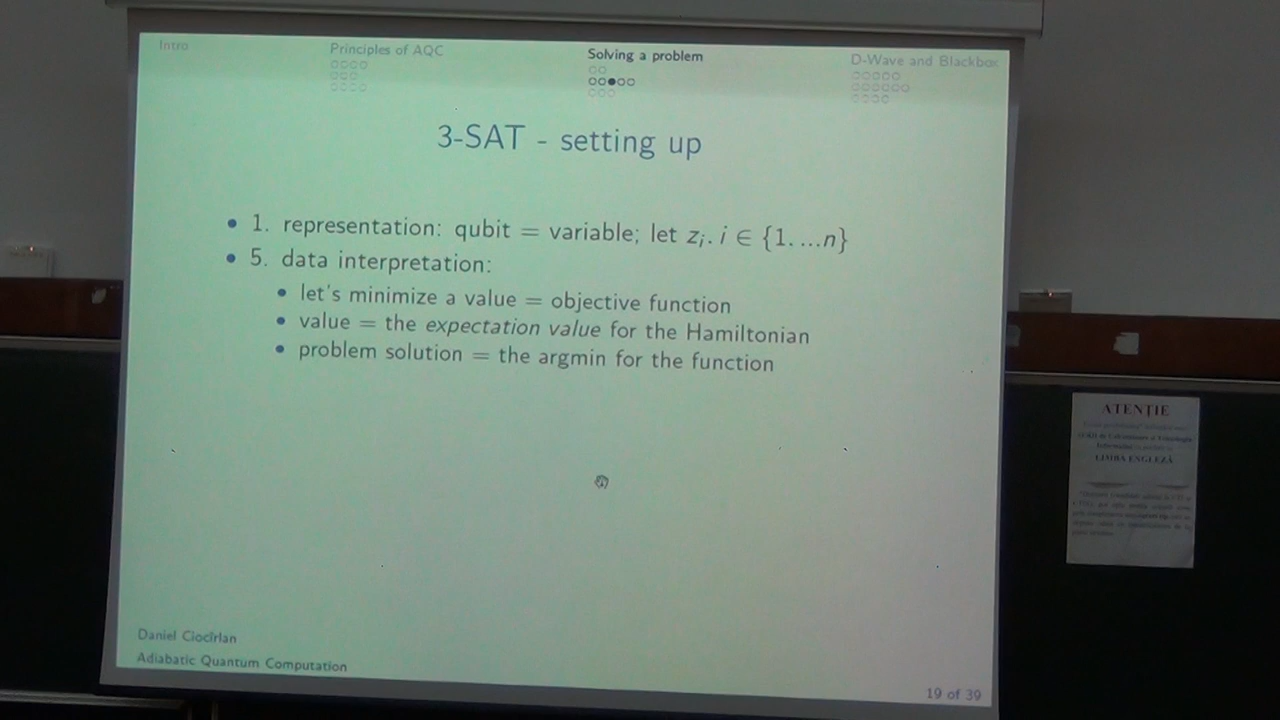 Intro
Principles of AQC
Solving a problem
D-Wave and Blackbox
3-SAT - setting up
• 1. representation: qubit = variable; let zᵢ. i ∈ {1....n}
• 5. data interpretation:
• let's minimize a value = objective function
• value = the expectation value for the Hamiltonian
• problem solution = the argmin for the function
Daniel Ciocîrlan
Adiabatic Quantum Computation
19 of 39
ATENȚIE
LIMBA ENGLEZĂ